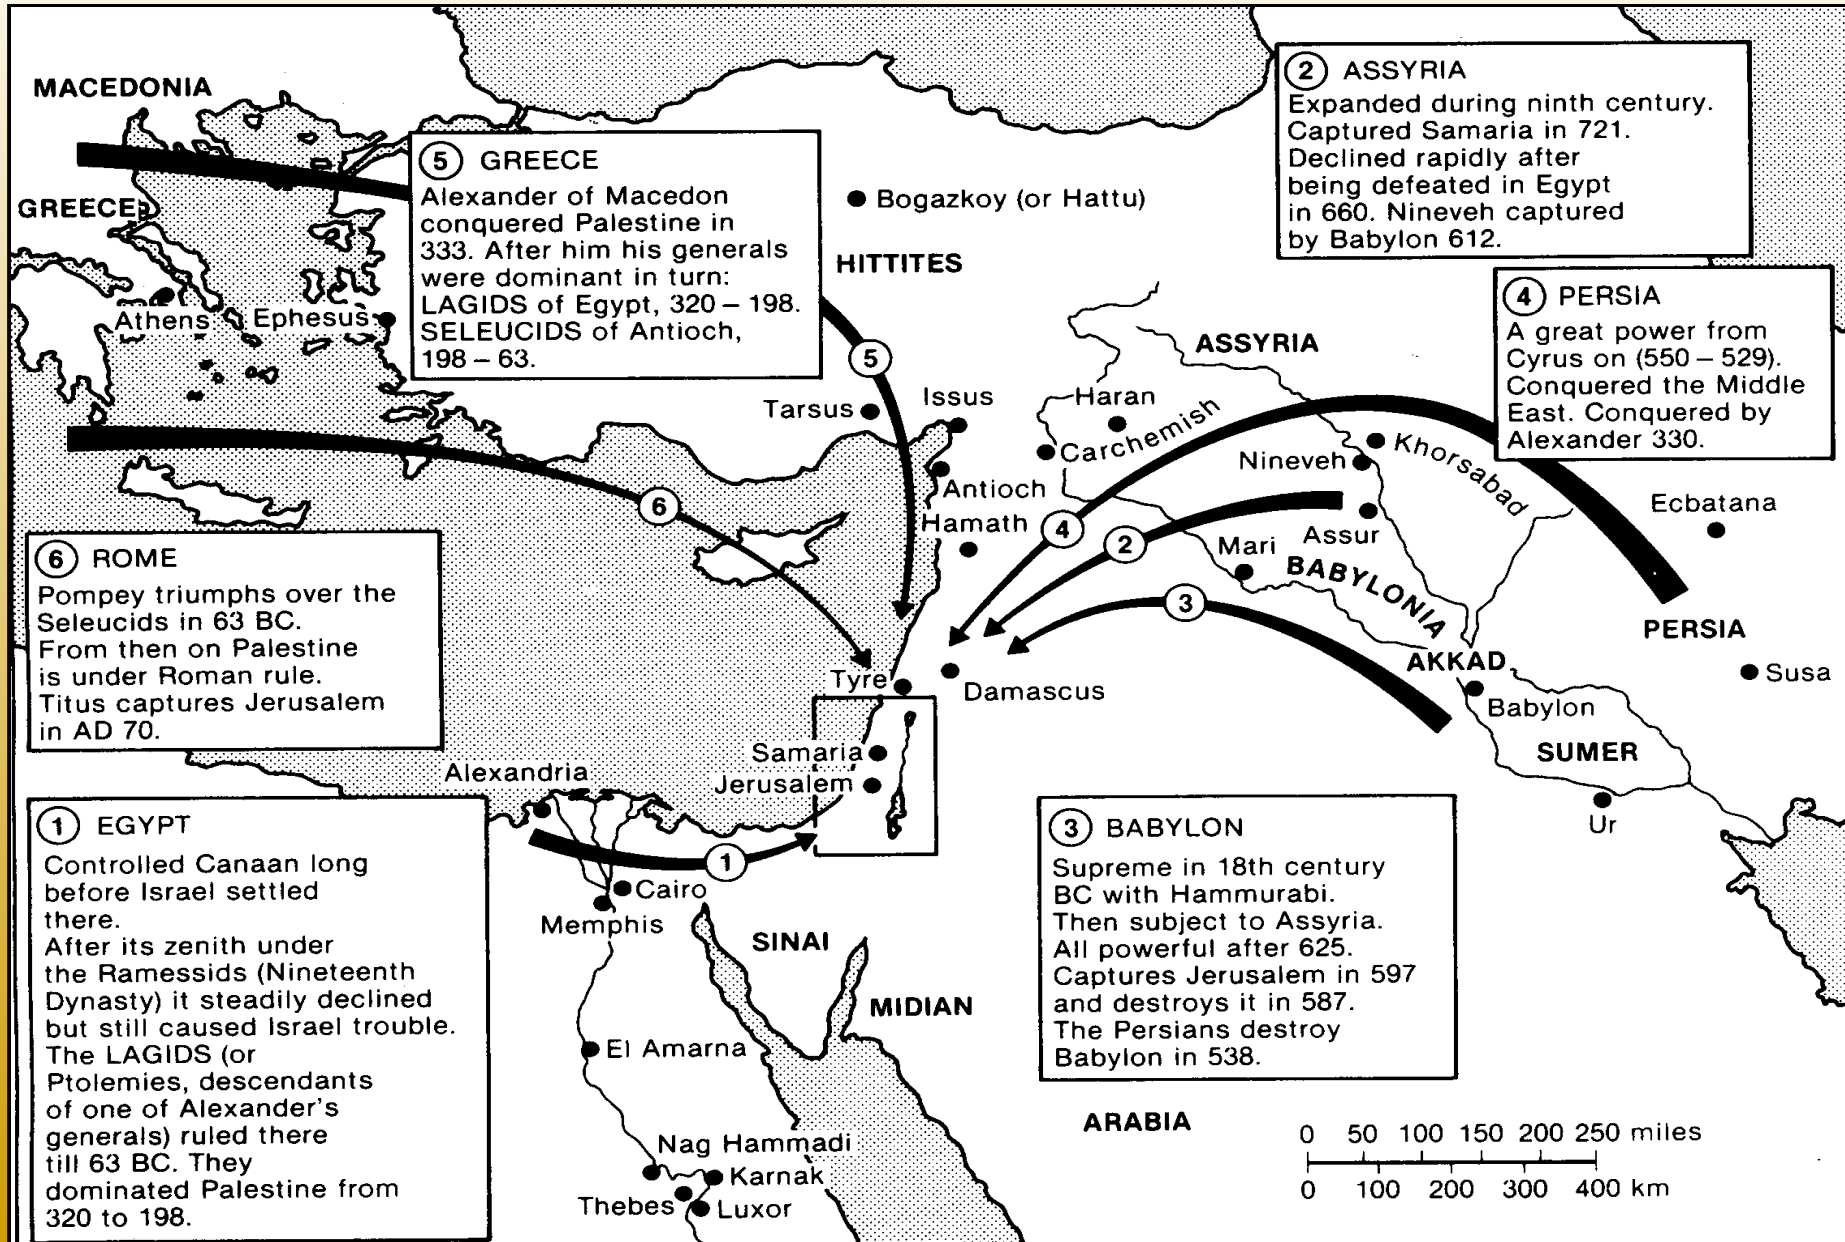 MACEDONIA
GREECE
Athens
Ephesus
5 GREECE
Alexander of Macedon
conquered Palestine in
333. After him his generals
were dominant in turn:
LAGIDS of Egypt, 320 – 198.
SELEUCIDS of Antioch,
198 – 63.
Bogazkoy (or Hattu)
HITTITES
2 ASSYRIA
Expanded during ninth century.
Captured Samaria in 721.
Declined rapidly after
being defeated in Egypt
in 660. Nineveh captured
by Babylon 612.
4 PERSIA
A great power from
Cyrus on (550 – 529).
Conquered the Middle
East. Conquered by
Alexander 330.
ASSYRIA
5
Tarsus
Issus
Haran
Carchemish
Nineveh
Khorsabad
Antioch
Hamath
6
4
2
Assur
Ecbatana
Mari
BABYLONIA
3
PERSIA
AKKAD
Susa
Babylon
SUMER
Ur
6 ROME
Pompey triumphs over the
Seleucids in 63 BC.
From then on Palestine
is under Roman rule.
Titus captures Jerusalem
in AD 70.
Tyre
Damascus
Samaria
Jerusalem
Alexandria
1
Cairo
Memphis
SINAI
MIDIAN
El Amarna
Nag Hammadi
Karnak
Thebes
Luxor
1 EGYPT
Controlled Canaan long
before Israel settled
there.
After its zenith under
the Ramessids (Nineteenth
Dynasty) it steadily declined
but still caused Israel trouble.
The LAGIDS (or
Ptolemies, descendants
of one of Alexander's
generals) ruled there
till 63 BC. They
dominated Palestine from
320 to 198.
3 BABYLON
Supreme in 18th century
BC with Hammurabi.
Then subject to Assyria.
All powerful after 625.
Captures Jerusalem in 597
and destroys it in 587.
The Persians destroy
Babylon in 538.
ARABIA
0 50 100 150 200 250 miles
0 100 200 300 400 km